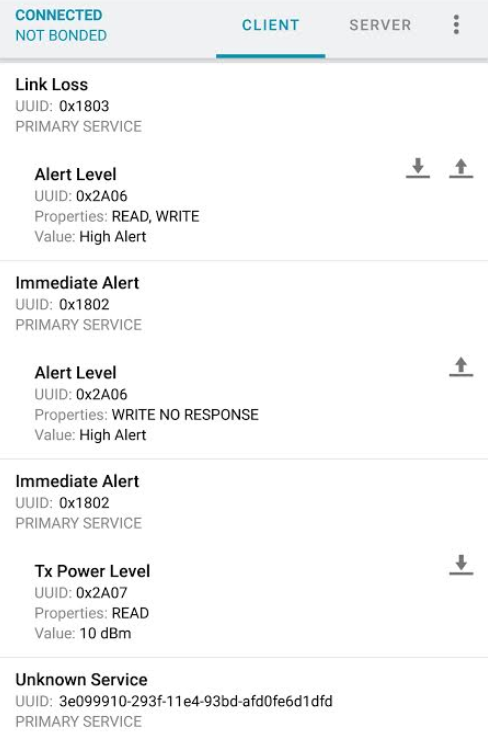 CONNECTED
NOT BONDED
CLIENT
SERVER
Link Loss
UUID: 0x1803
PRIMARY SERVICE
Alert Level
UUID: 0x2A06
Properties: READ, WRITE
Value: High Alert
Immediate Alert
UUID: 0x1802
PRIMARY SERVICE
Alert Level
UUID: 0x2A06
Properties: WRITE NO RESPONSE
Value: High Alert
Immediate Alert
UUID: 0x1802
PRIMARY SERVICE
Tx Power Level
UUID: 0x2A07
Properties: READ
Value: 10 dBm
Unknown Service
UUID: 3e099910-293f-11e4-93bd-afd0fe6d1dfd
PRIMARY SERVICE